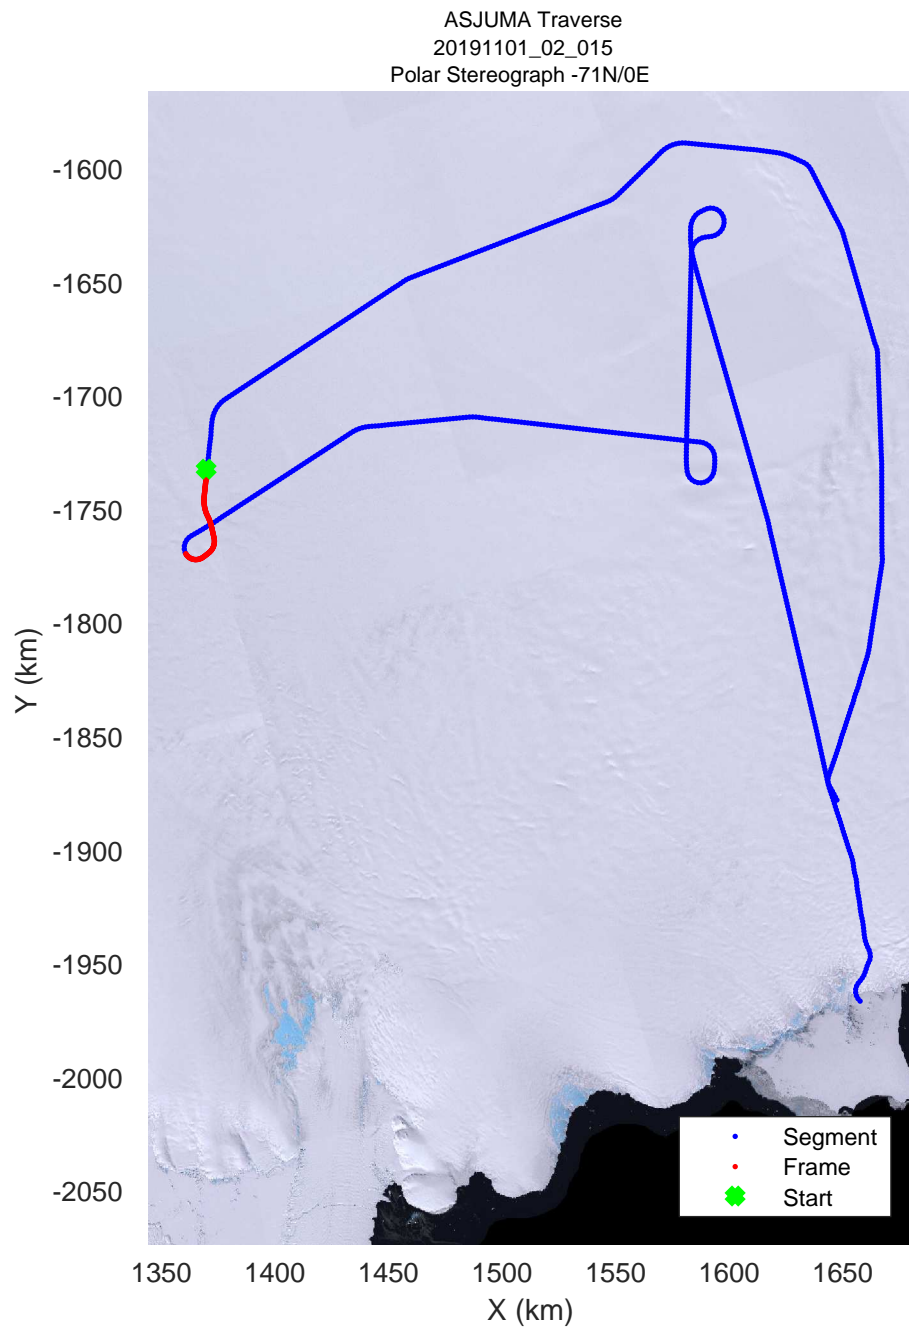 ASJUMA Traverse
20191101_02_015
Polar Stereograph -71N/0E
-1600
-1650
-1700
-1750
-1800
-1850
-1900
-1950
-2000
-2050
Y (km)
Segment
Frame
Start
1350 1400 1450 1500 1550 1600 1650
X (km)